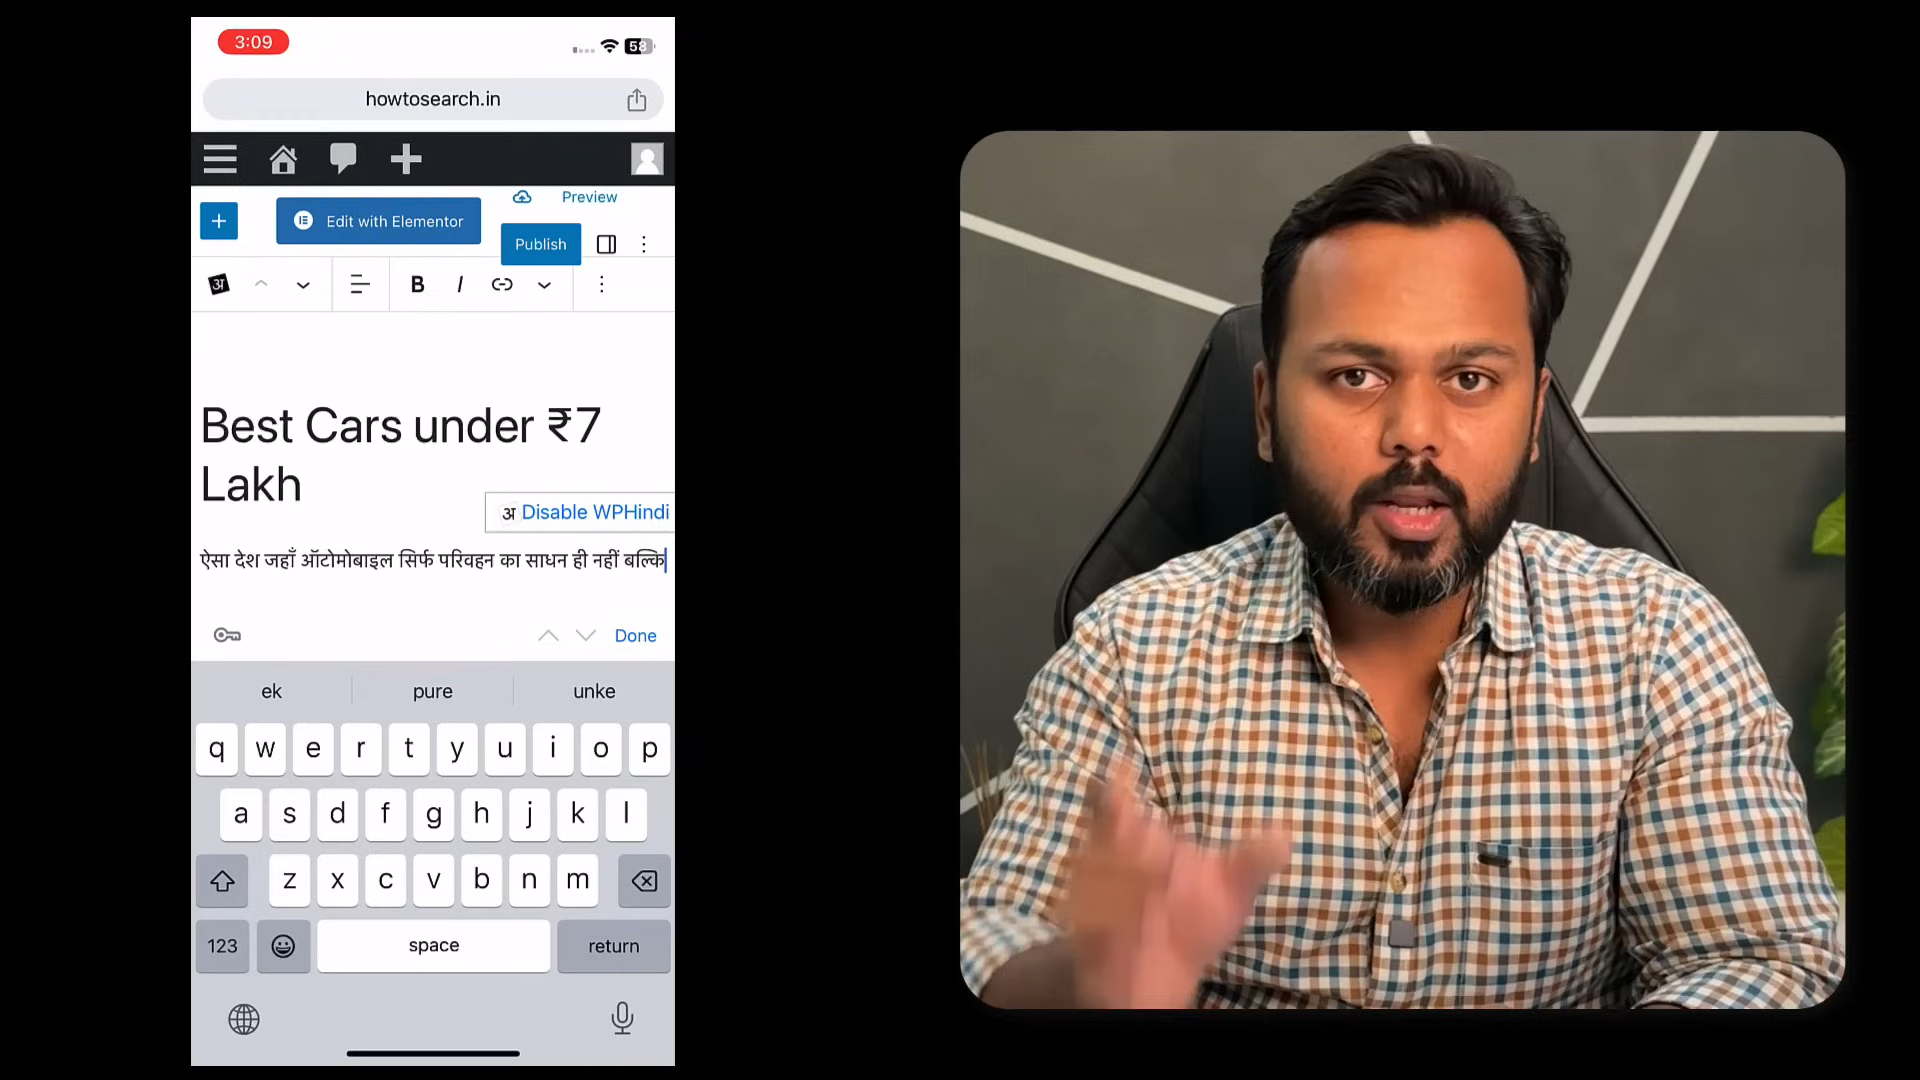 3:09
58
howtosearch.in
Preview
Edit with Elementor
Publish
अ
B I
Best Cars under ₹7
Lakh
अ Disable WPHindi
ऐसा देश जहाँ ऑटोमोबाइल सिर्फ परिवहन का साधन ही नहीं बल्कि
Done
ek pure unke
q w e r t y u i o p
a s d f g h j k l
z x c v b n m
123 space return